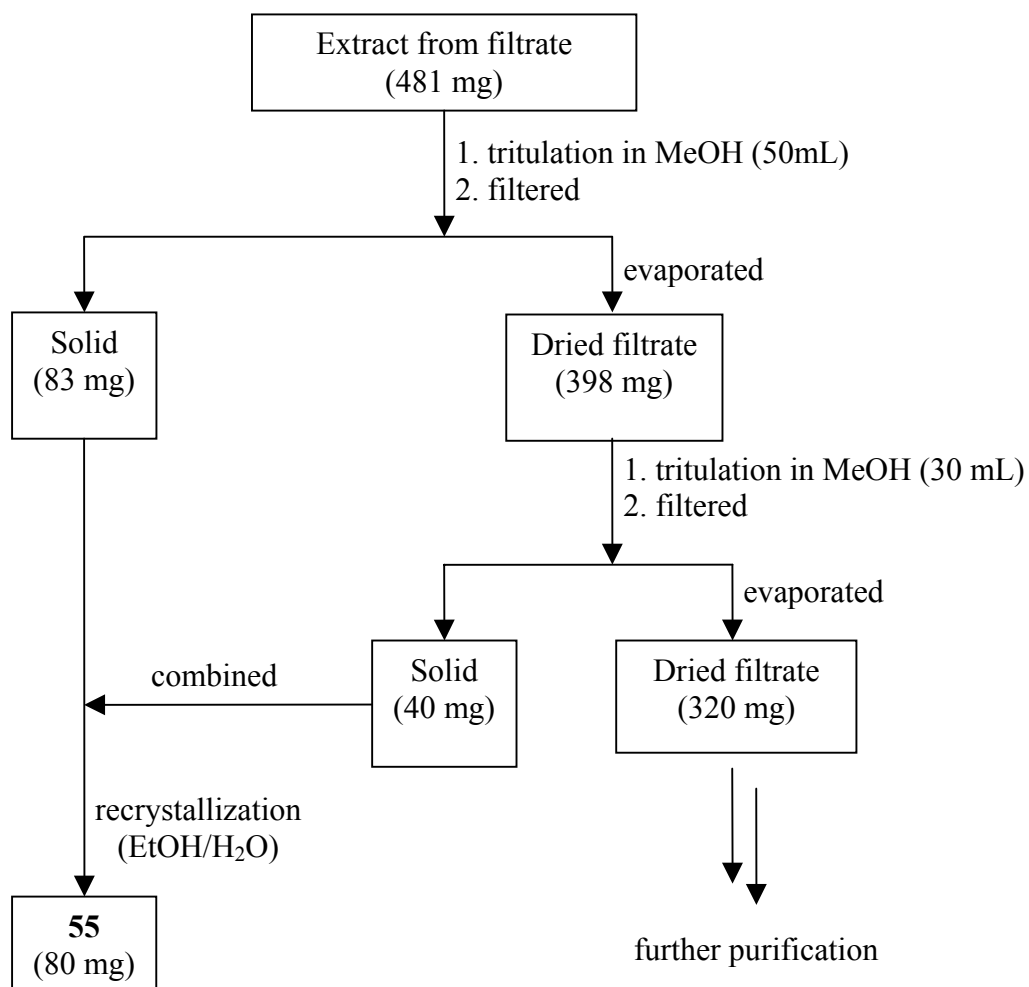 Extract from filtrate
(481 mg)
1. tritulation in MeOH (50mL)
2. filtered
evaporated
Solid
(83 mg)
Dried filtrate
(398 mg)
1. tritulation in MeOH (30 mL)
2. filtered
evaporated
combined
Solid
(40 mg)
Dried filtrate
(320 mg)
recrystallization
(EtOH/H₂O)
55
(80 mg)
further purification